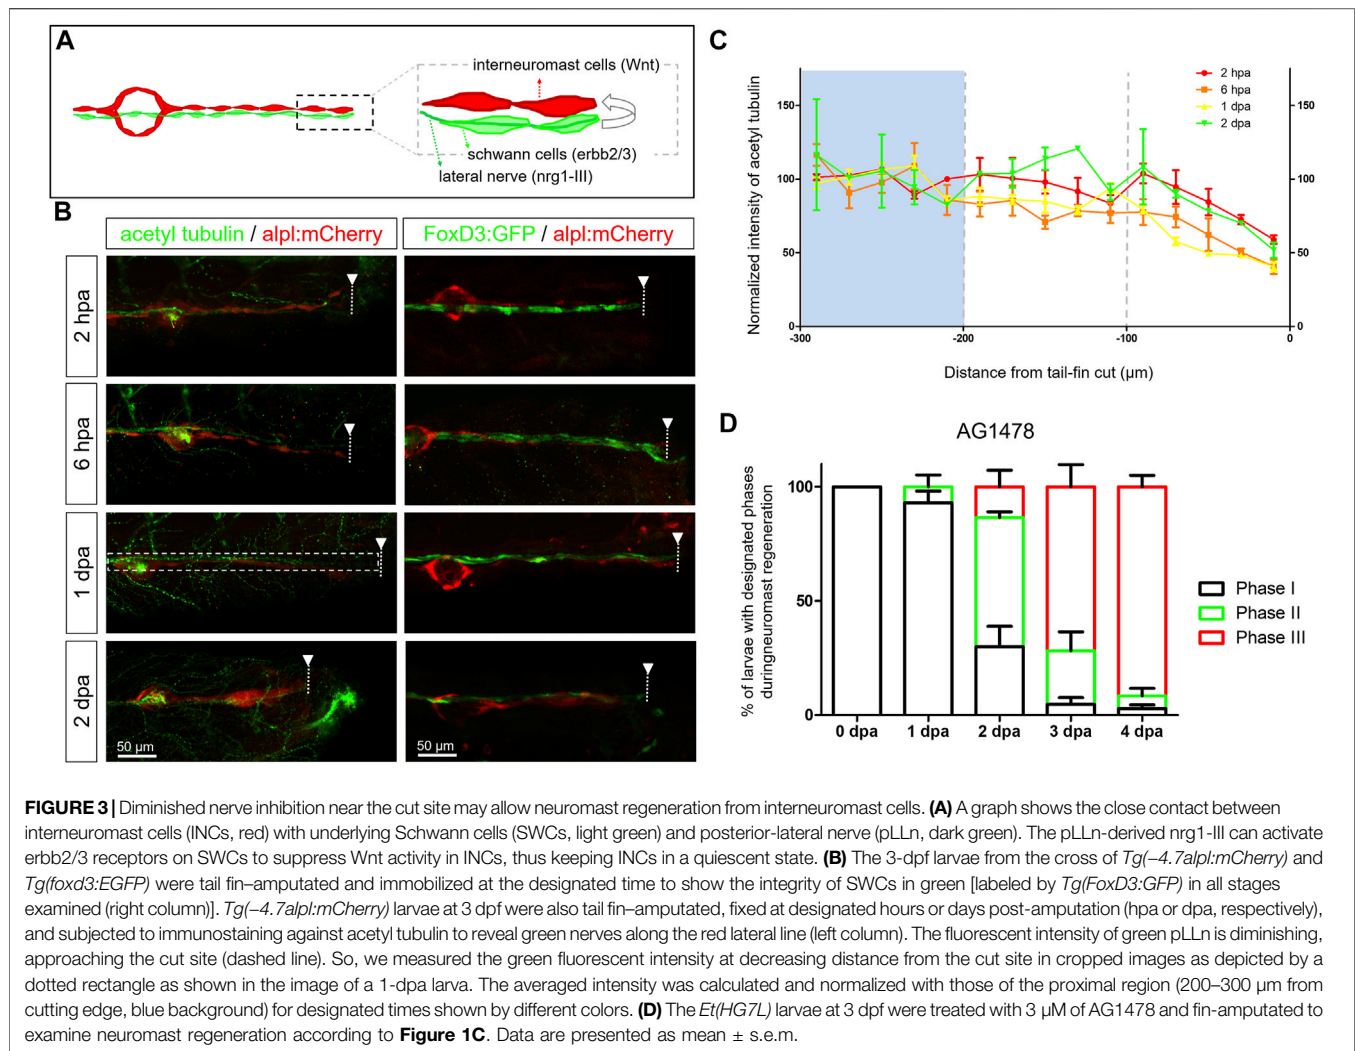 A
interneuromast cells (Wnt)
schwann cells (erbb2/3)
lateral nerve (nrg1-III)
B
acetyl tubulin / alpl:mCherry
FoxD3:GFP / alpl:mCherry
2 hpa
6 hpa
1 dpa
2 dpa
50 µm
50 µm
C
Normalized intensity of acetyl tubulin
150
100
50
0
150
100
50
0
-300
-200
-100
0
Distance from tail-fin cut (µm)
2 hpa
6 hpa
1 dpa
2 dpa
D
AG1478
% of larvae with designated phases
duringneuromast regeneration
100
50
0
0 dpa
1 dpa
2 dpa
3 dpa
4 dpa
Phase I
Phase II
Phase III
FIGURE 3 | Diminished nerve inhibition near the cut site may allow neuromast regeneration from interneuromast cells. (A) A graph shows the close contact between
interneuromast cells (INCs, red) with underlying Schwann cells (SWCs, light green) and posterior-lateral nerve (pLLn, dark green). The pLLn-derived nrg1-III can activate
erbb2/3 receptors on SWCs to suppress Wnt activity in INCs, thus keeping INCs in a quiescent state. (B) The 3-dpf larvae from the cross of Tg(−4.7alpl:mCherry) and
Tg(foxd3:EGFP) were tail fin–amputated and immobilized at the designated time to show the integrity of SWCs in green [labeled by Tg(FoxD3:GFP) in all stages
examined (right column)]. Tg(−4.7alpl:mCherry) larvae at 3 dpf were also tail fin–amputated, fixed at designated hours or days post-amputation (hpa or dpa, respectively),
and subjected to immunostaining against acetyl tubulin to reveal green nerves along the red lateral line (left column). The fluorescent intensity of green pLLn is diminishing,
approaching the cut site (dashed line). So, we measured the green fluorescent intensity at decreasing distance from the cut site in cropped images as depicted by a
dotted rectangle as shown in the image of a 1-dpa larva. The averaged intensity was calculated and normalized with those of the proximal region (200–300 µm from
cutting edge, blue background) for designated times shown by different colors. (D) The Et(HG7L) larvae at 3 dpf were treated with 3 µM of AG1478 and fin-amputated to
examine neuromast regeneration according to Figure 1C. Data are presented as mean ± s.e.m.